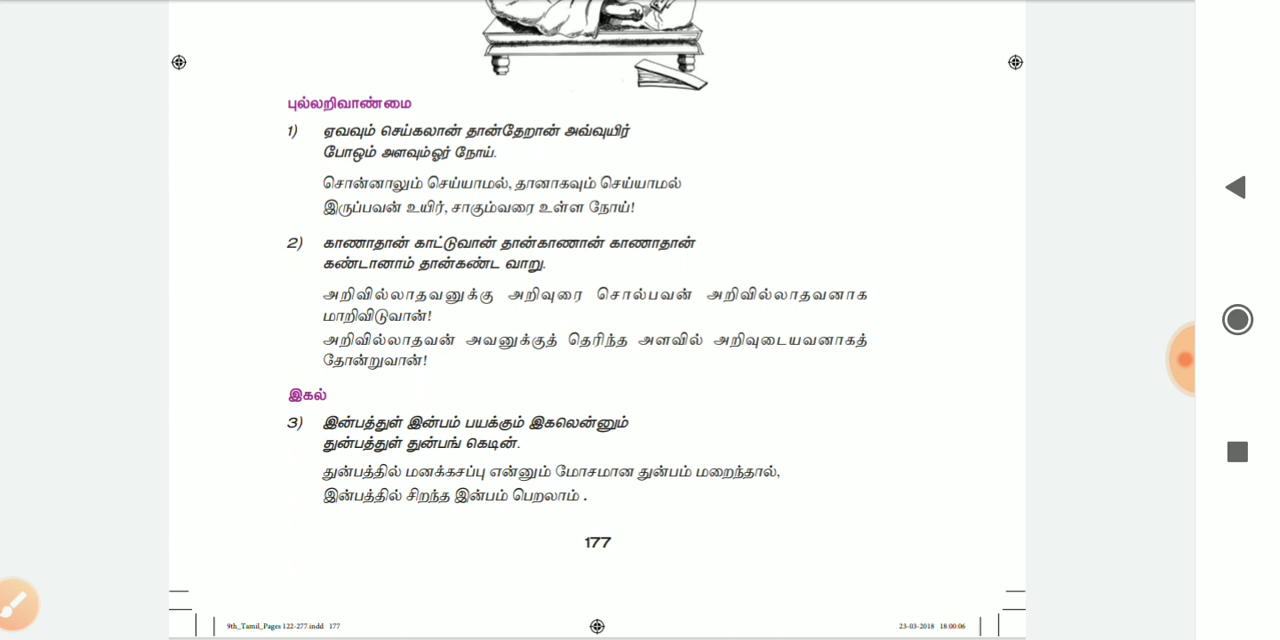 புல்லறிவாண்மை
1) ஏவவும் செய்கலான் தான்தேறான் அவ்வுயிர்
போஒம் அளவும்ஓர் நோய்.
சொன்னாலும் செய்யாமல், தானாகவும் செய்யாமல்
இருப்பவன் உயிர், சாகும்வரை உள்ள நோய்!
2) காணாதான் காட்டுவான் தான்காணான் காணாதான்
கண்டானாம் தான்கண்ட வாறு.
அறிவில்லாதவனுக்கு அறிவுரை சொல்பவன் அறிவில்லாதவனாக
மாறிவிடுவான்!
அறிவில்லாதவன் அவனுக்குத் தெரிந்த அளவில் அறிவுடையவனாகத்
தோன்றுவான்!
இகல்
3) இன்பத்துள் இன்பம் பயக்கும் இகலென்னும்
துன்பத்துள் துன்பங் கெடின்.
துன்பத்தில் மனக்கசப்பு என்னும் மோசமான துன்பம் மறைந்தால்,
இன்பத்தில் சிறந்த இன்பம் பெறலாம் .
177
9th_Tamil_Pages 122-277.indd 177 23-03-2018 18:00:06